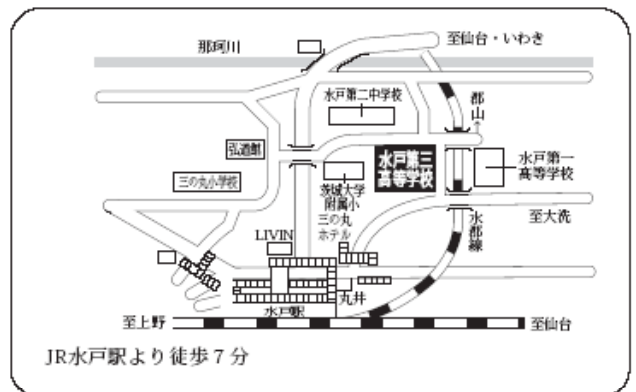 至仙台・いわき
那珂川
水戸第二中学校
郡山
↑
弘道館
水戸第三
高等学校
水戸第一
高等学校
三の丸小学校
茨城大学
附属小
三の丸
ホテル
至大洗
水郡線
LIVIN
丸井
水戸駅
至上野
至仙台
JR水戸駅より徒歩7分